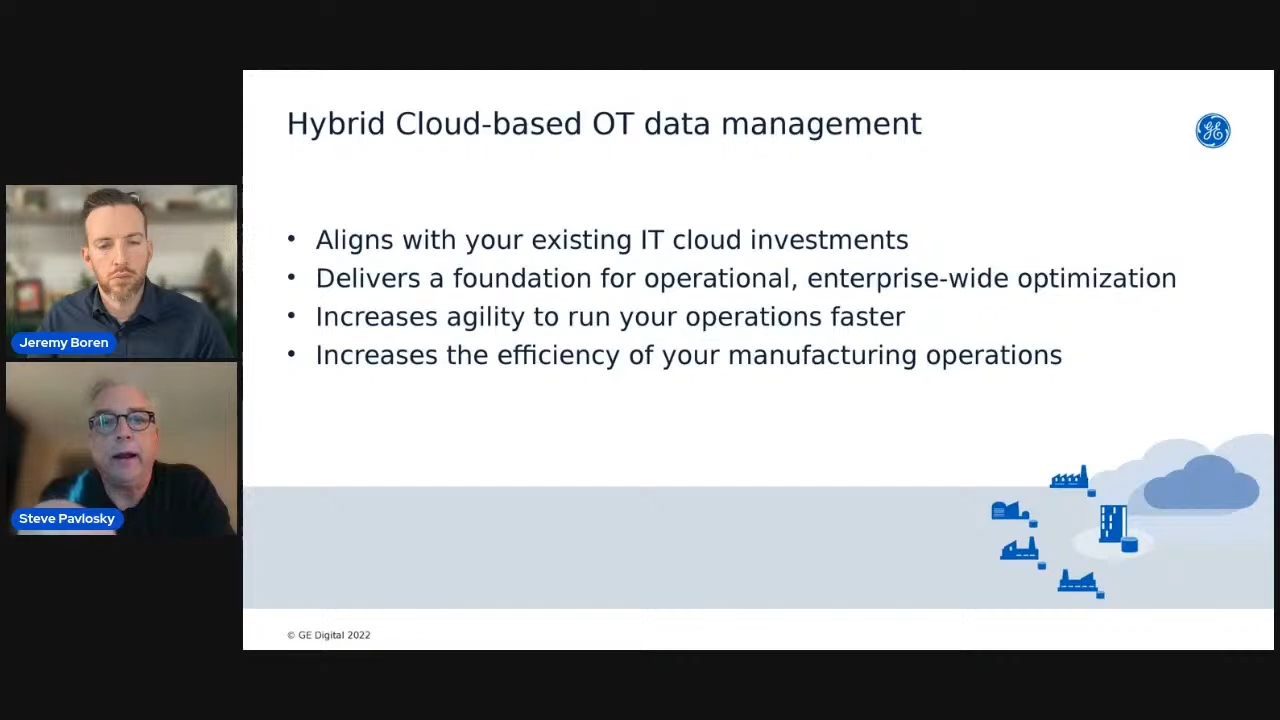 Hybrid Cloud-based OT data management
GE
• Aligns with your existing IT cloud investments
• Delivers a foundation for operational, enterprise-wide optimization
• Increases agility to run your operations faster
• Increases the efficiency of your manufacturing operations
Jeremy Boren
Steve Pavlosky
© GE Digital 2022